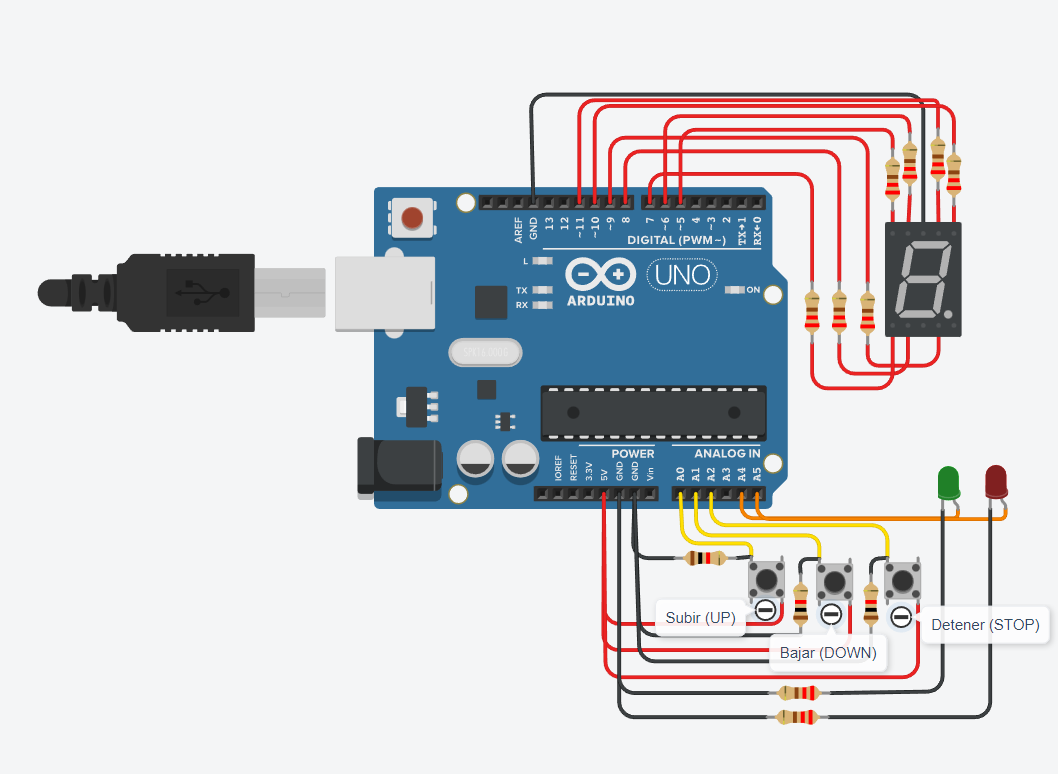 AREF
GND
13
12
~11
~10
~9
8
7
~6
~5
4
~3
2
TX→1
RX←0
DIGITAL (PWM~)
L
TX
RX
ARDUINO
UNO
ON
POWER
ANALOG IN
IOREF
RESET
3.3V
5V
GND
GND
Vin
A0
A1
A2
A3
A4
A5
Subir (UP)
Bajar (DOWN)
Detener (STOP)